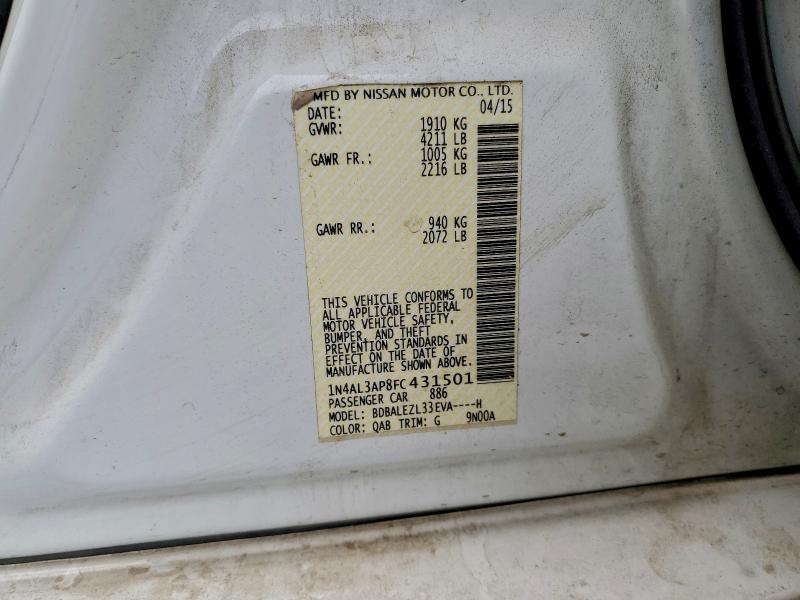 MFD BY NISSAN MOTOR CO., LTD.
DATE: 04/15
GVWR: 1910 KG
4211 LB
GAWR FR.: 1005 KG
2216 LB
GAWR RR.: 940 KG
2072 LB
THIS VEHICLE CONFORMS TO
ALL APPLICABLE FEDERAL
MOTOR VEHICLE SAFETY,
BUMPER, AND THEFT
PREVENTION STANDARDS IN
EFFECT ON THE DATE OF
MANUFACTURE SHOWN ABOVE.
1N4AL3AP8FC431501
PASSENGER CAR 886
MODEL: BDBALEZL33EVA----H
COLOR: QAB TRIM: G 9N00A